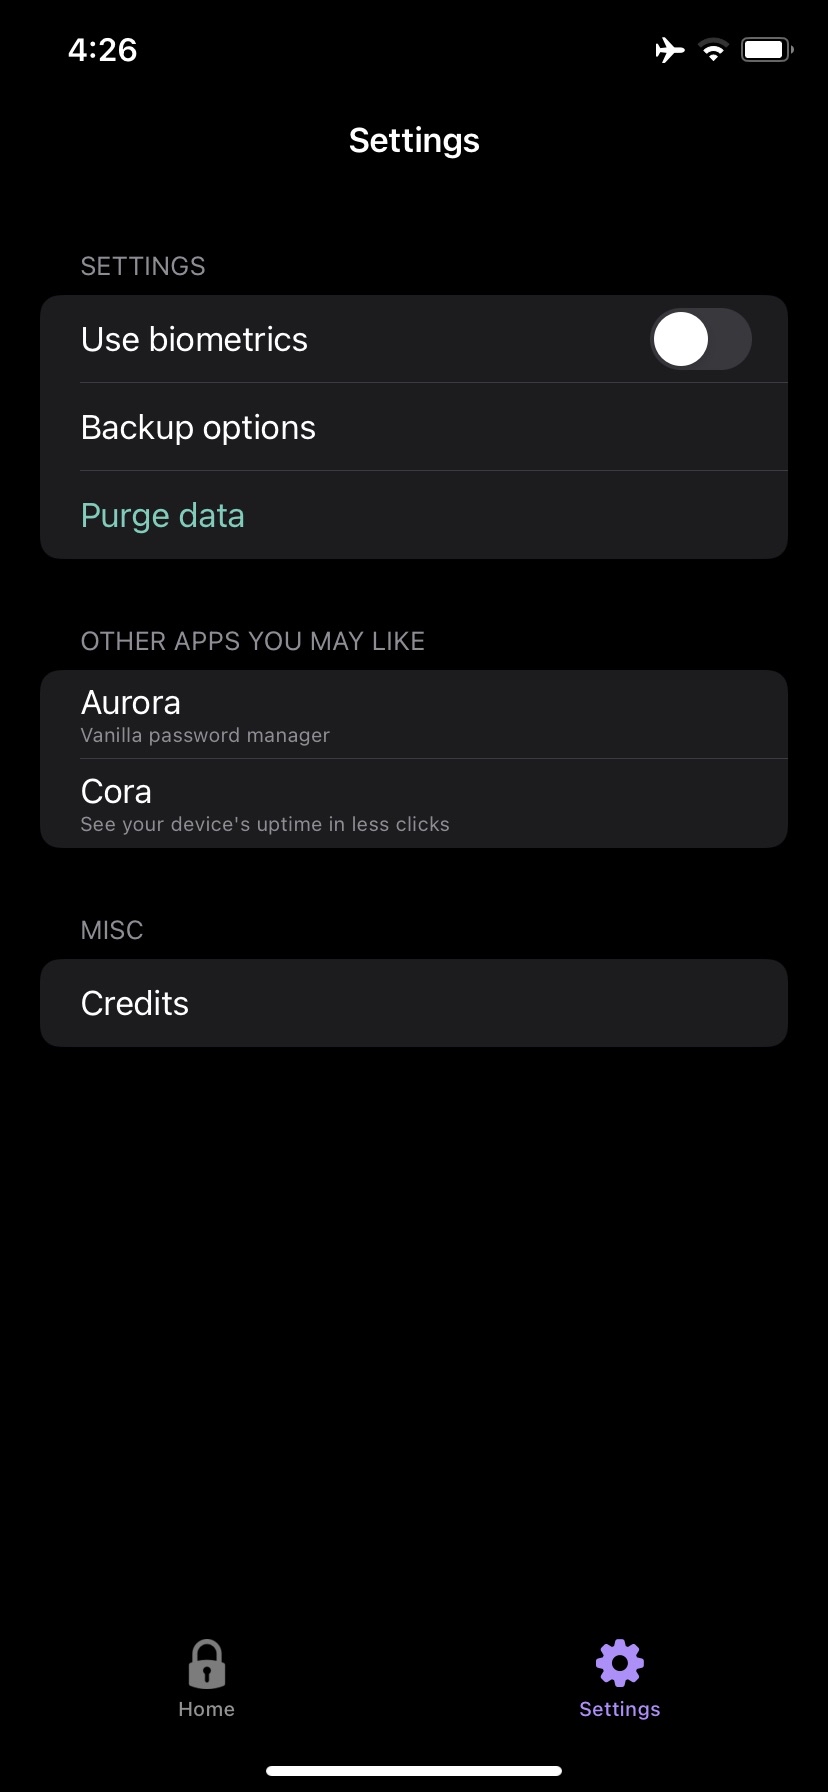 4:26
Settings
SETTINGS
Use biometrics
Backup options
Purge data
OTHER APPS YOU MAY LIKE
Aurora
Vanilla password manager
Cora
See your device's uptime in less clicks
MISC
Credits
Home
Settings